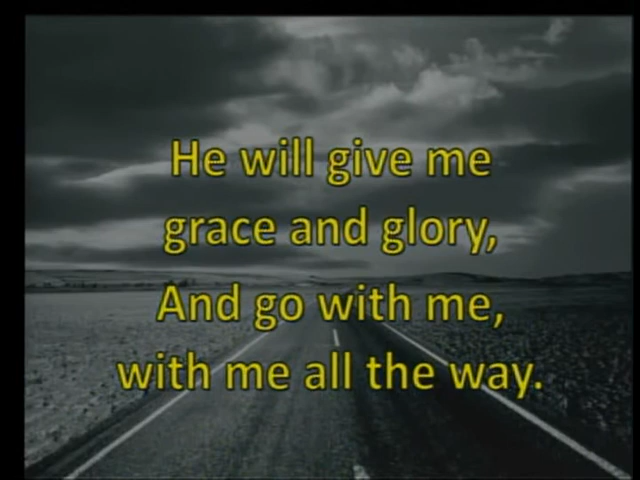 He will give me
grace and glory,
And go with me,
with me all the way.